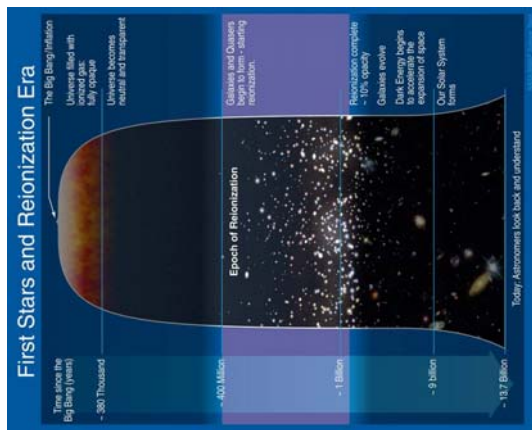 First Stars and Reionization Era
Time since the
Big Bang (years)
~ 380 Thousand
~ 400 Million
~ 1 Billion
~ 9 billion
~ 13.7 Billion
The Big Bang/Inflation
Universe filled with
ionized gas:
fully opaque
Universe becomes
neutral and transparent
Galaxies and Quasers
begin to form - starting
reionization.
Epoch of Reionization
Reionization complete
~ 10% opacity
Galaxies evolve
Dark Energy begins
to accelerate the
expansion of space
Our Solar System
forms
Today: Astronomers look back and understand